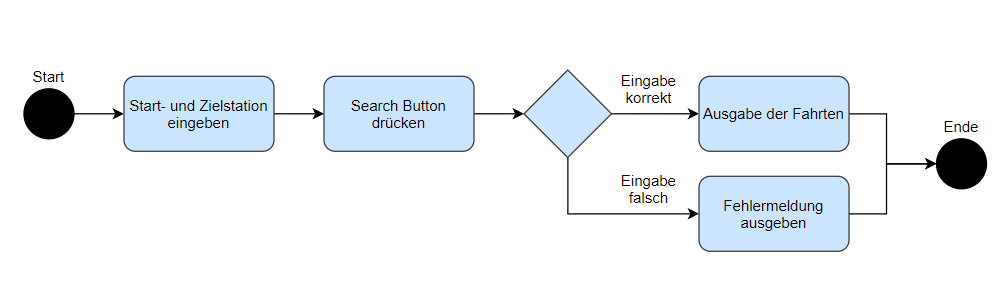 Start
Start- und Zielstation
eingeben
Search Button
drücken
Eingabe
korrekt
Ausgabe der Fahrten
Eingabe
falsch
Fehlermeldung
ausgeben
Ende